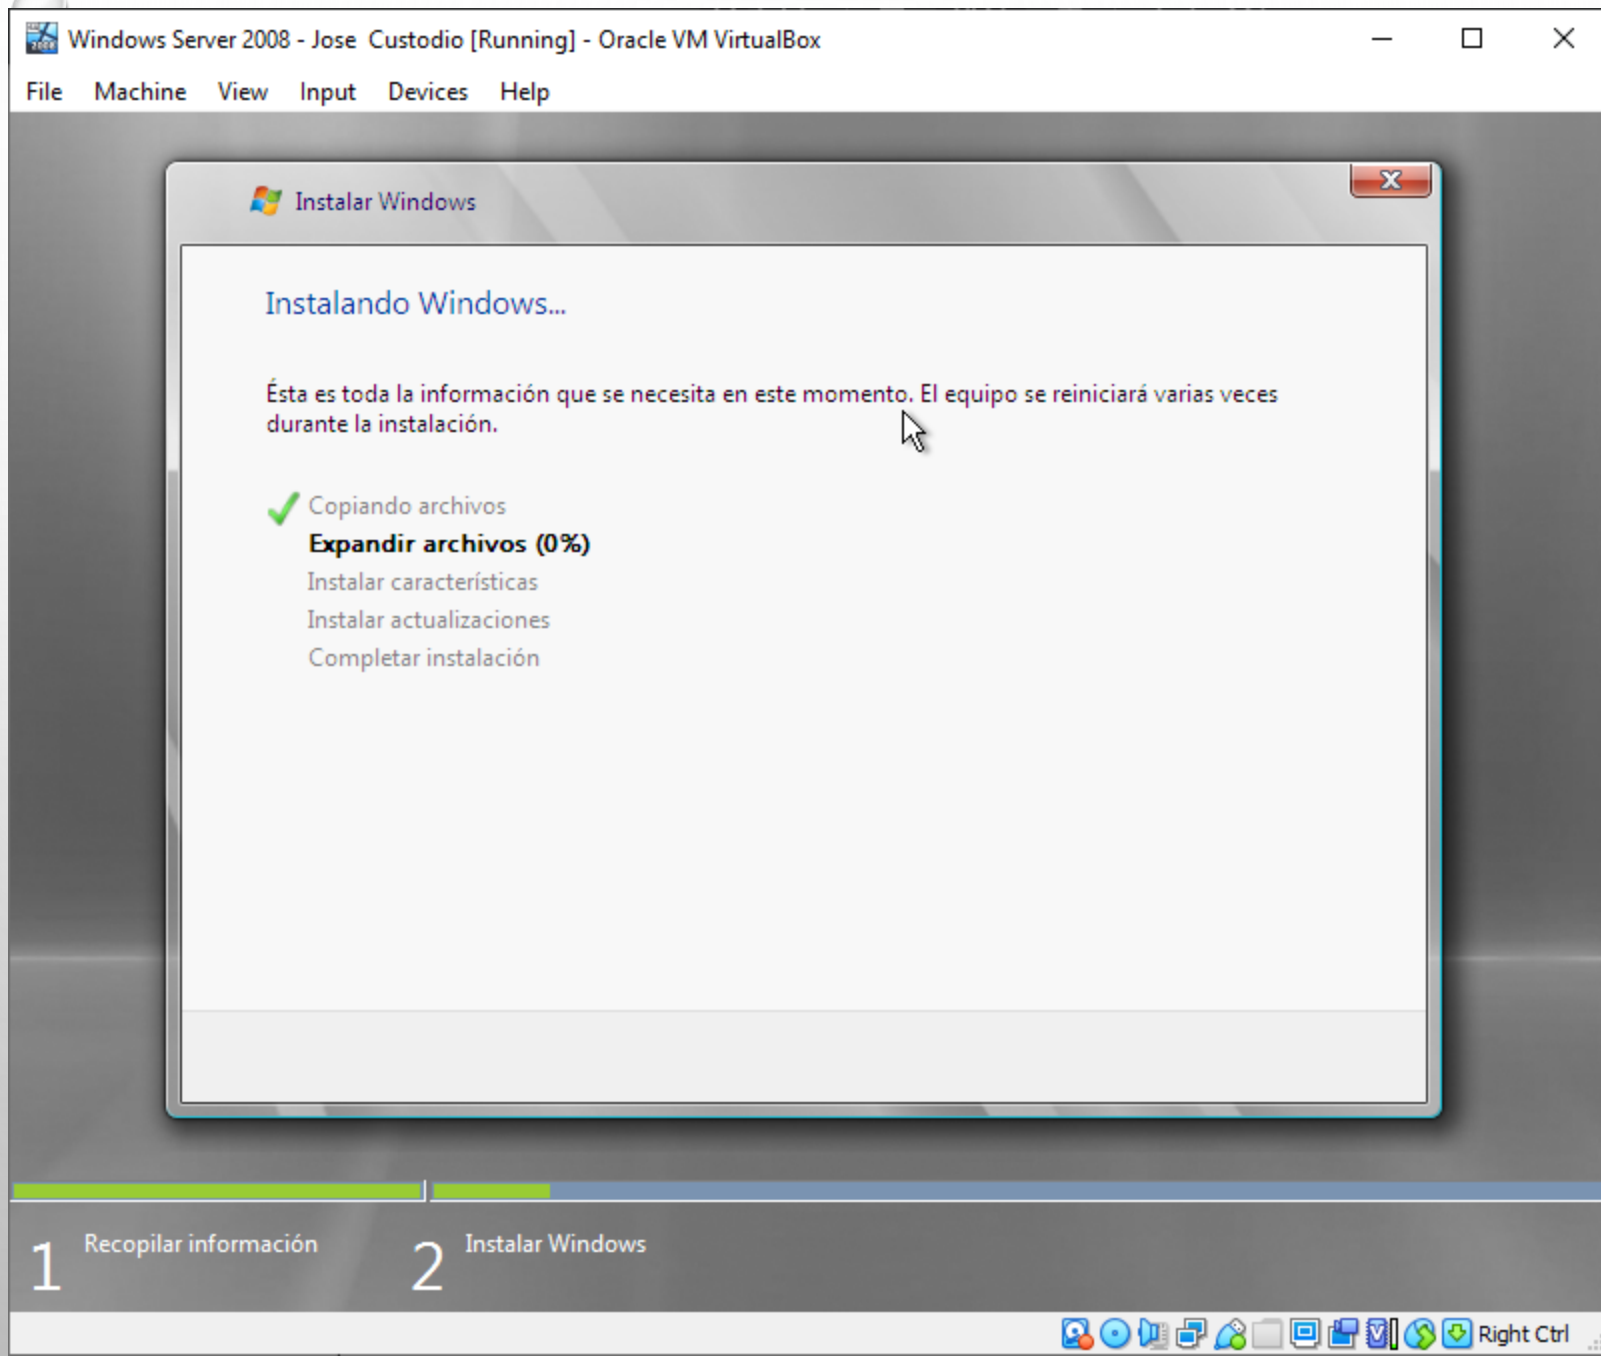 Windows Server 2008 - Jose Custodio [Running] - Oracle VM VirtualBox
File Machine View Input Devices Help
Instalar Windows
Instalando Windows...
Ésta es toda la información que se necesita en este momento. El equipo se reiniciará varias veces
durante la instalación.
Copiando archivos
Expandir archivos (0%)
Instalar características
Instalar actualizaciones
Completar instalación
1 Recopilar información
2 Instalar Windows
Right Ctrl